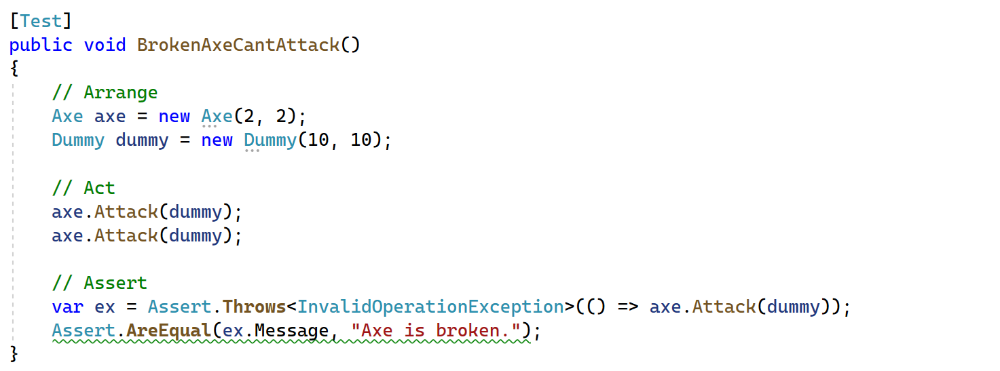 [Test]
public void BrokenAxeCantAttack()
{
    // Arrange
    Axe axe = new Axe(2, 2);
    Dummy dummy = new Dummy(10, 10);

    // Act
    axe.Attack(dummy);
    axe.Attack(dummy);

    // Assert
    var ex = Assert.Throws<InvalidOperationException>(() => axe.Attack(dummy));
    Assert.AreEqual(ex.Message, "Axe is broken.");
}